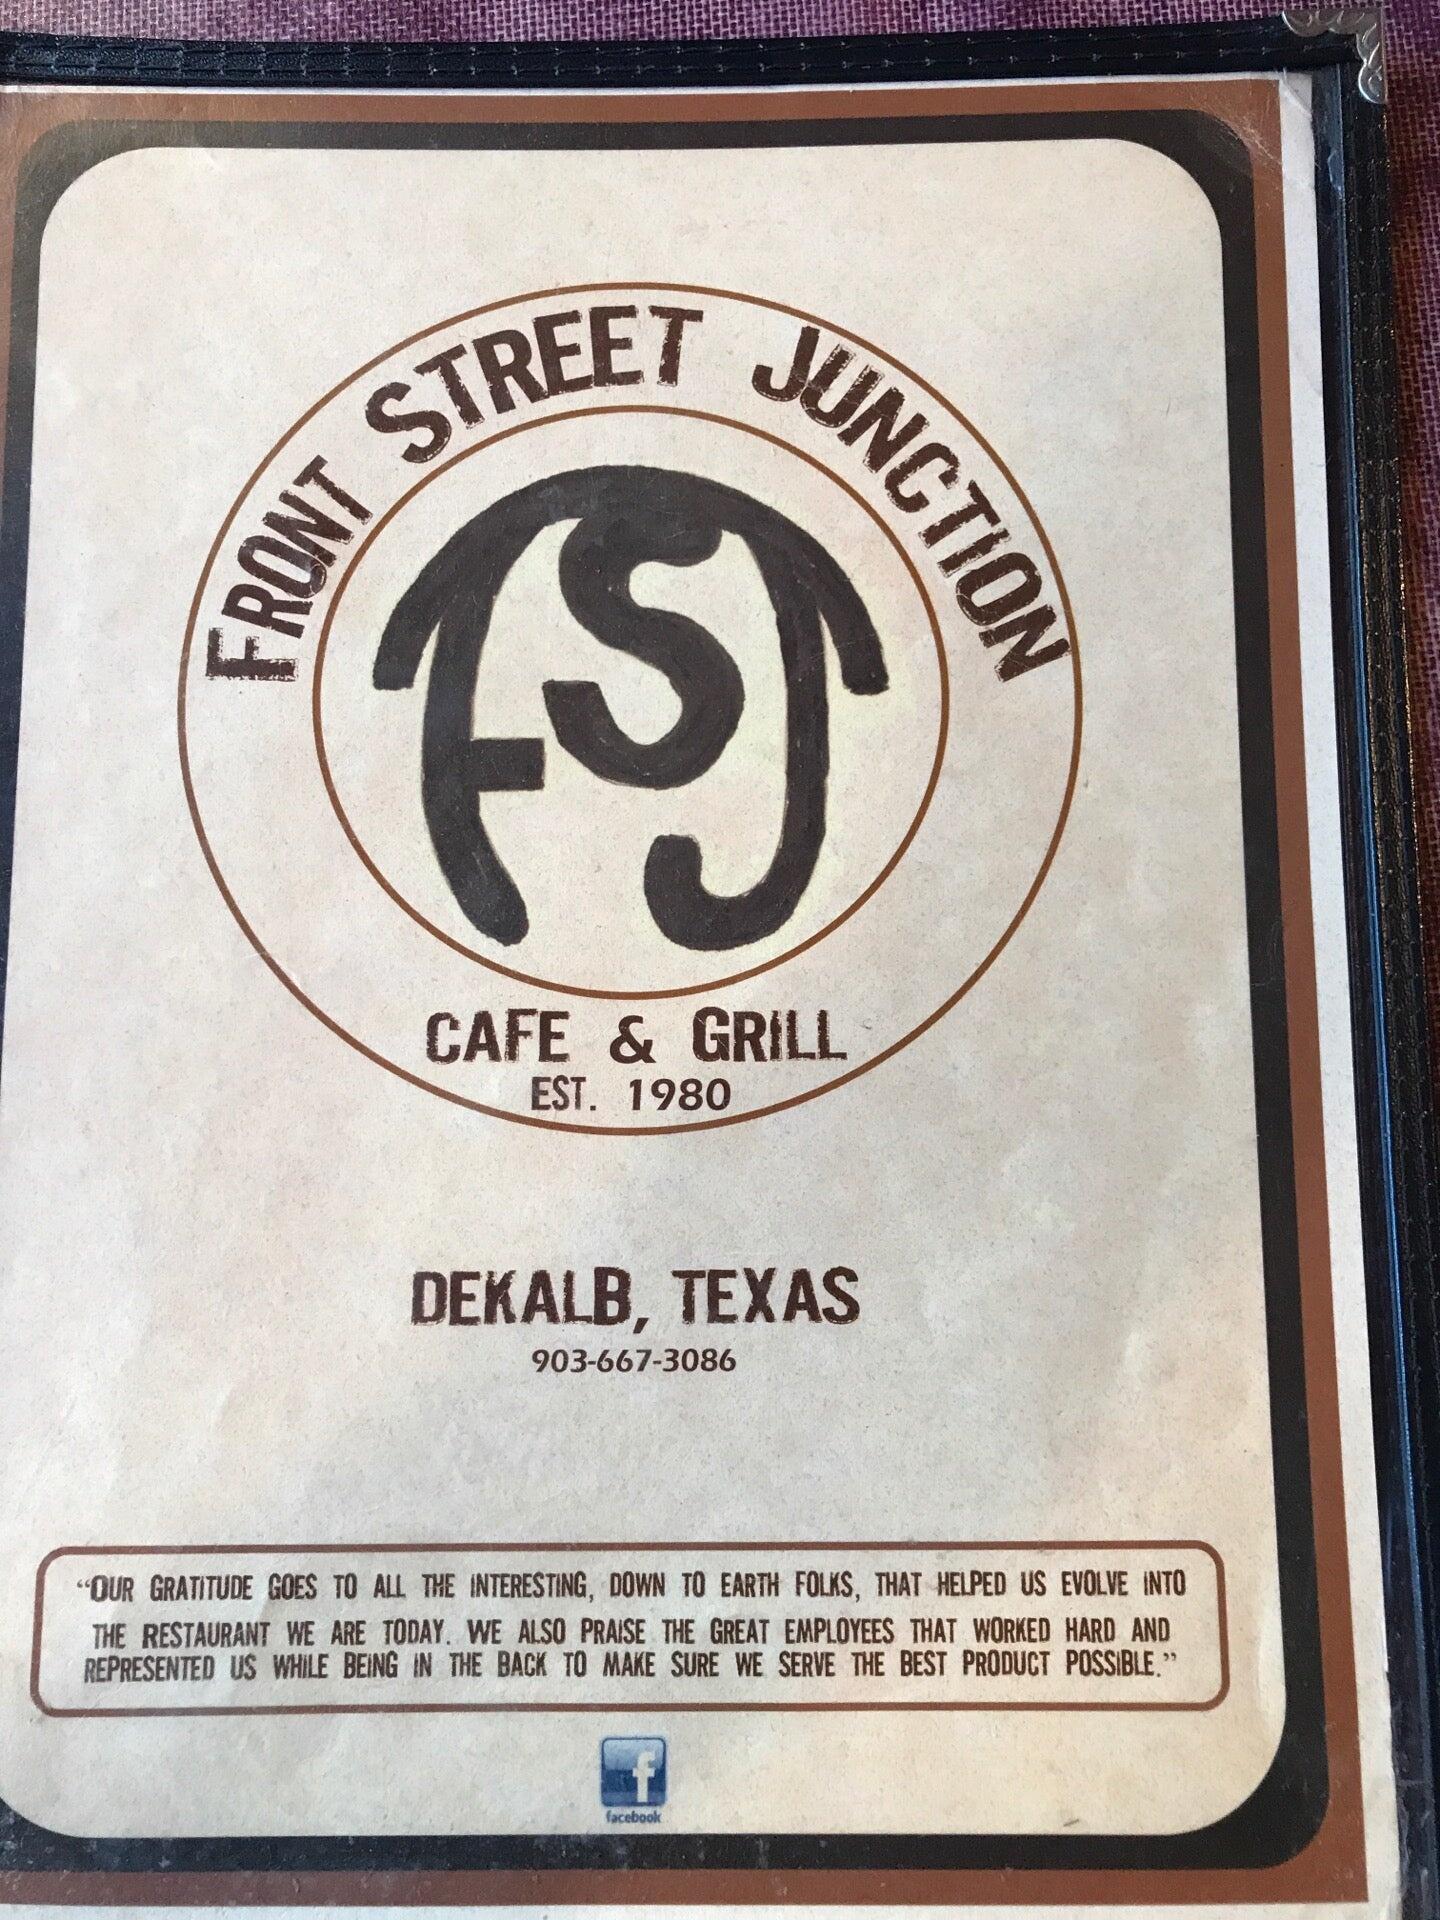 FRONT STREET JUNCTION
FSJ
CAFE & GRILL
EST. 1980
DEKALB, TEXAS
903-667-3086
“OUR GRATITUDE GOES TO ALL THE INTERESTING, DOWN TO EARTH FOLKS, THAT HELPED US EVOLVE INTO
THE RESTAURANT WE ARE TODAY. WE ALSO PRAISE THE GREAT EMPLOYEES THAT WORKED HARD AND
REPRESENTED US WHILE BEING IN THE BACK TO MAKE SURE WE SERVE THE BEST PRODUCT POSSIBLE.”
f
facebook